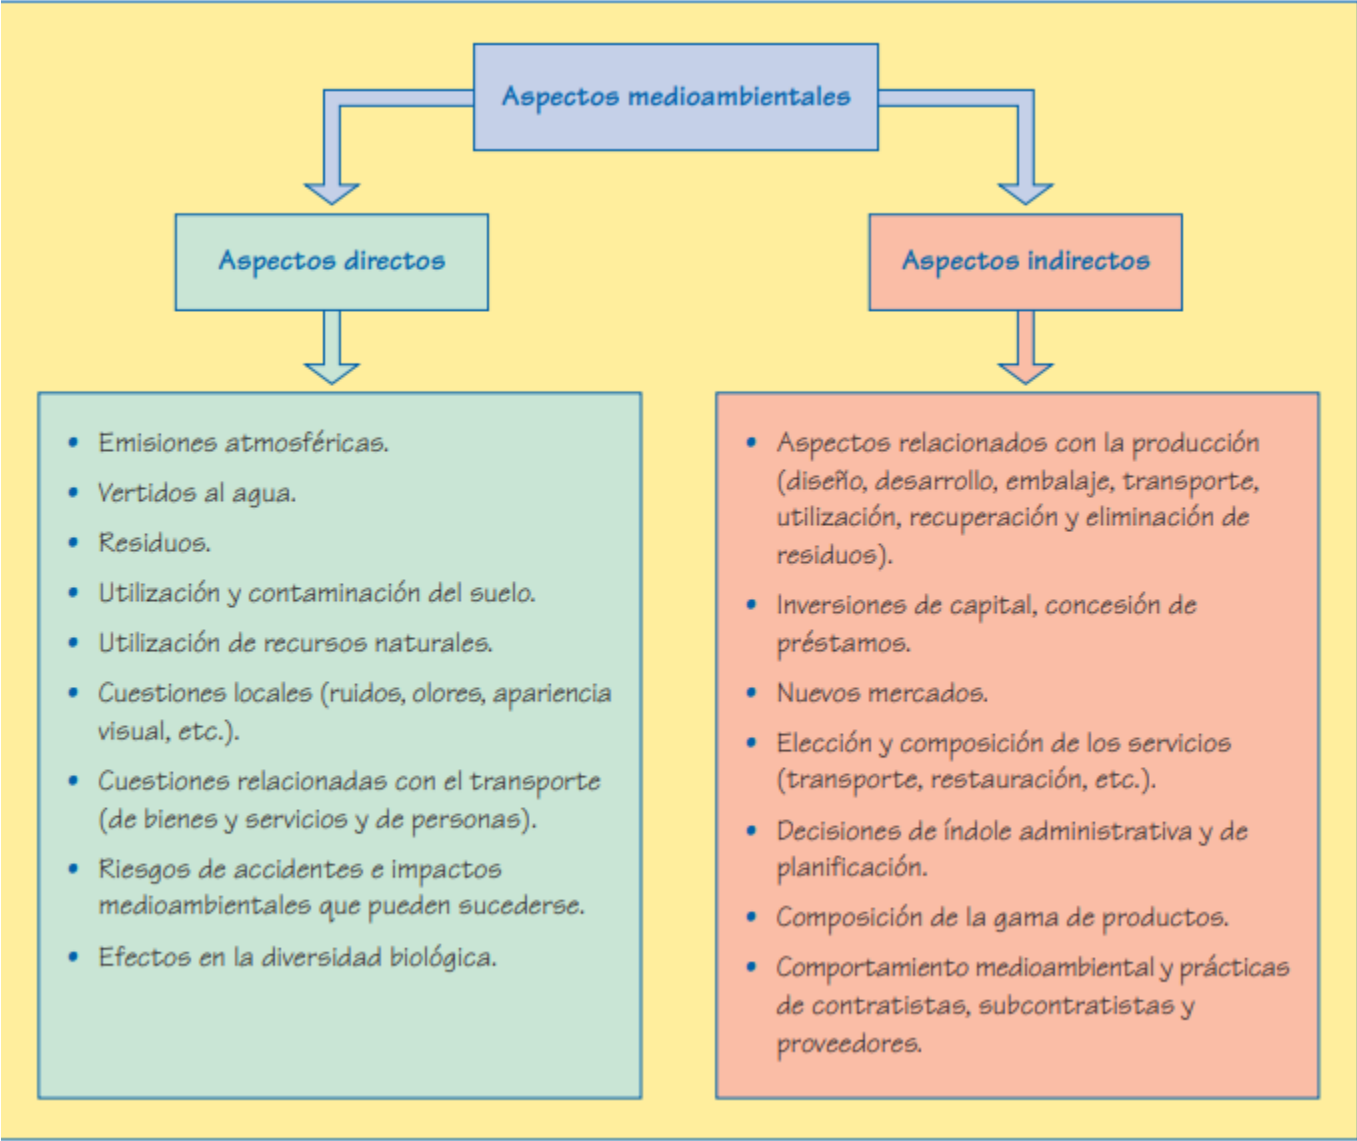 Aspectos medioambientales
Aspectos directos
Aspectos indirectos
• Emisiones atmosféricas.
• Vertidos al agua.
• Residuos.
• Utilización y contaminación del suelo.
• Utilización de recursos naturales.
• Cuestiones locales (ruidos, olores, apariencia
visual, etc.).
• Cuestiones relacionadas con el transporte
(de bienes y servicios y de personas).
• Riesgos de accidentes e impactos
medioambientales que pueden sucederse.
• Efectos en la diversidad biológica.
• Aspectos relacionados con la producción
(diseño, desarrollo, embalaje, transporte,
utilización, recuperación y eliminación de
residuos).
• Inversiones de capital, concesión de
préstamos.
• Nuevos mercados.
• Elección y composición de los servicios
(transporte, restauración, etc.).
• Decisiones de índole administrativa y de
planificación.
• Composición de la gama de productos.
• Comportamiento medioambiental y prácticas
de contratistas, subcontratistas y
proveedores.